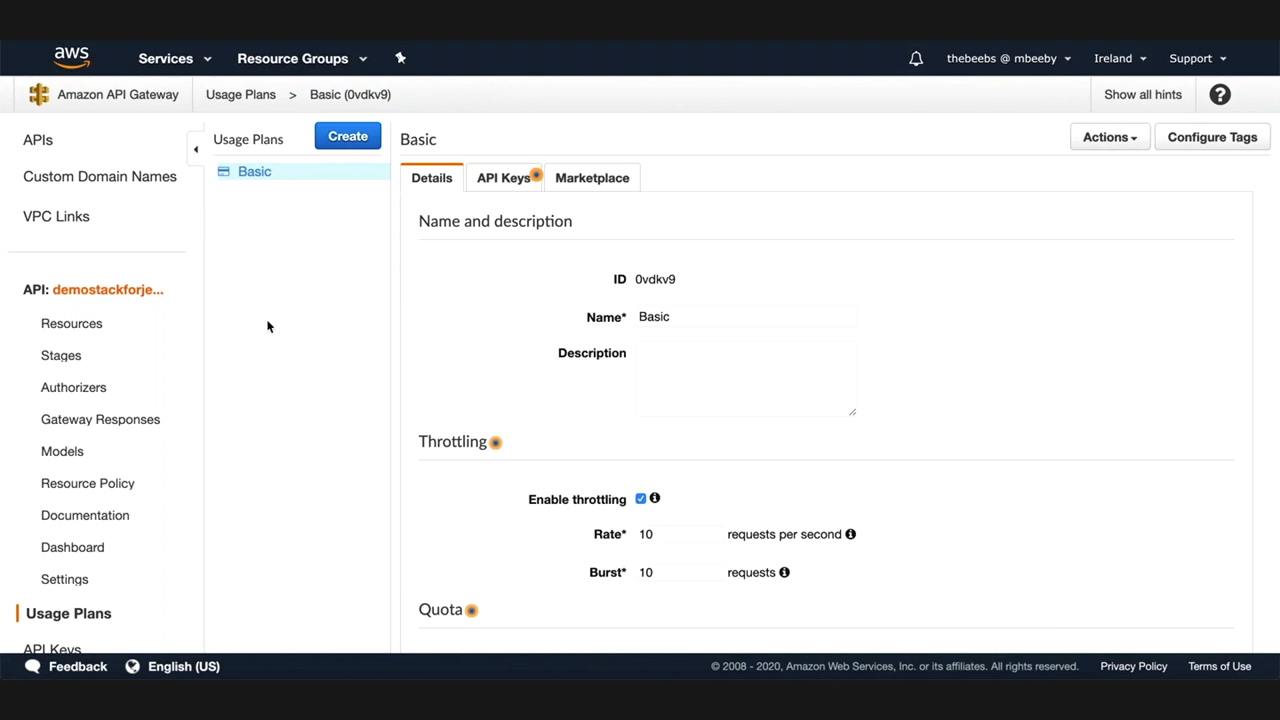 aws
Services
Resource Groups
thebeebs @ mbeeby
Ireland
Support
Amazon API Gateway
Usage Plans > Basic (0vdkv9)
Show all hints
?
APIs
Custom Domain Names
VPC Links
API: demostackforje...
Resources
Stages
Authorizers
Gateway Responses
Models
Resource Policy
Documentation
Dashboard
Settings
Usage Plans
API Keys
Usage Plans
Create
Basic
Basic
Actions
Configure Tags
Details
API Keys
Marketplace
Name and description
ID 0vdkv9
Name* Basic
Description
Throttling
Enable throttling
Rate* 10 requests per second
Burst* 10 requests
Quota
Feedback
English (US)
© 2008 - 2020, Amazon Web Services, Inc. or its affiliates. All rights reserved.
Privacy Policy
Terms of Use